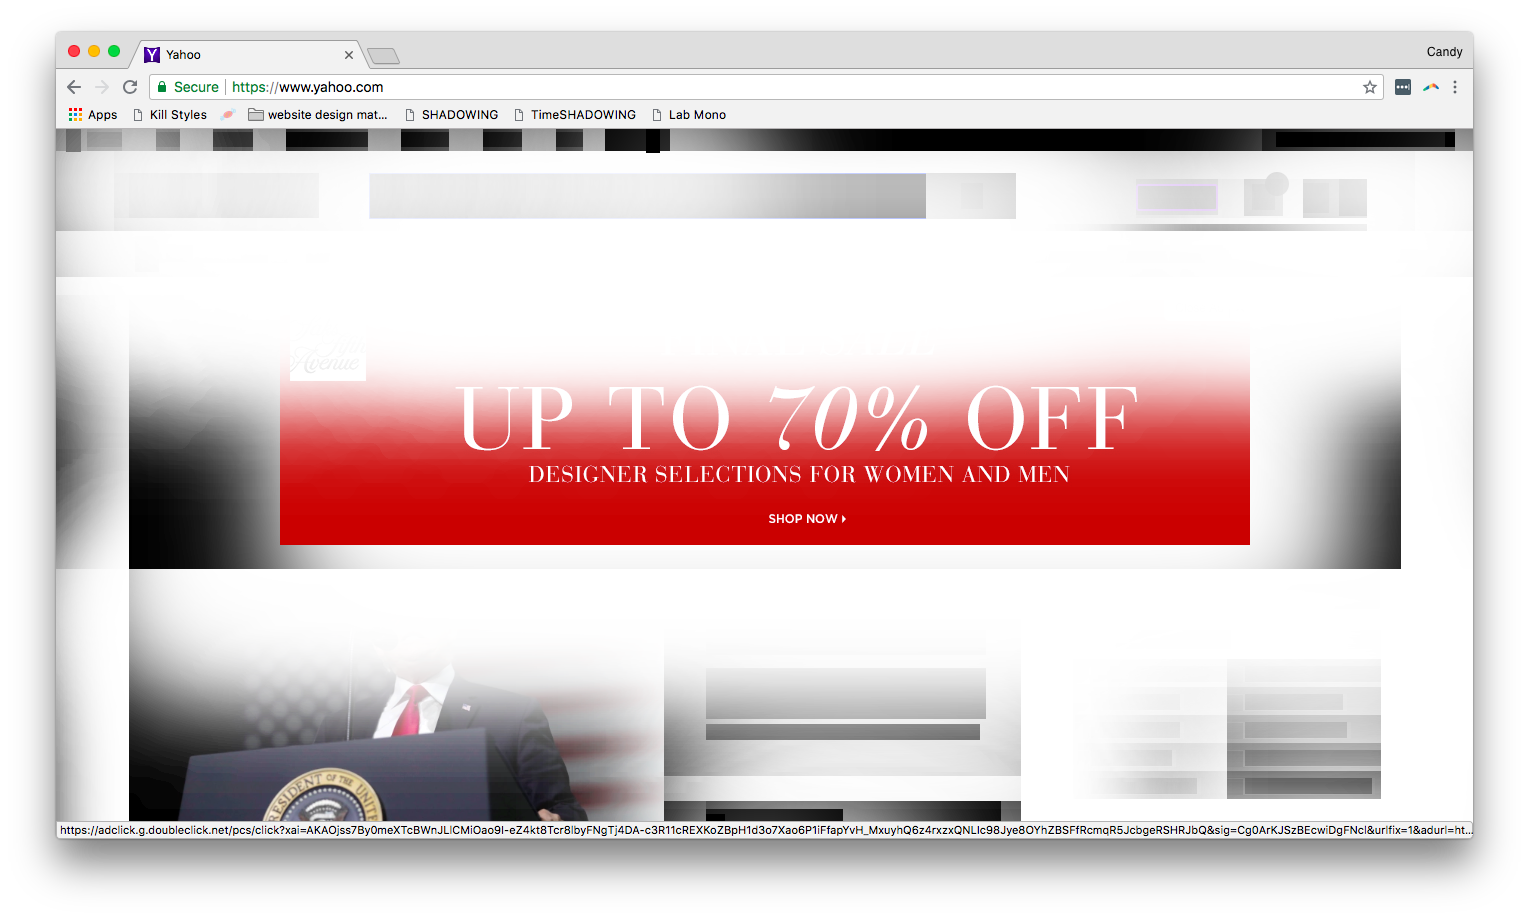 Yahoo
Candy
Secure https://www.yahoo.com
Apps Kill Styles website design mat... SHADOWING TimeSHADOWING Lab Mono
Avenue
UP TO 70% OFF
DESIGNER SELECTIONS FOR WOMEN AND MEN
SHOP NOW
PRESIDENT OF THE UNITED
https://adclick.g.doubleclick.net/pcs/click?xai=AKAOjss7By0meXTcBWnJLlCMiOao9I-eZ4kt8Tcr8lbyFNgTj4DA-c3R11cREXKoZBpH1d3o7Xao6P1iFfapYvH_MxyuhQ6z4rxzxQNLIc98Jye8OYhZBSFfRcmqR5JcbgeRSHRJbQ&sig=Cg0ArKJSzBEcwiDgFNcl&urlfix=1&adurl=ht...